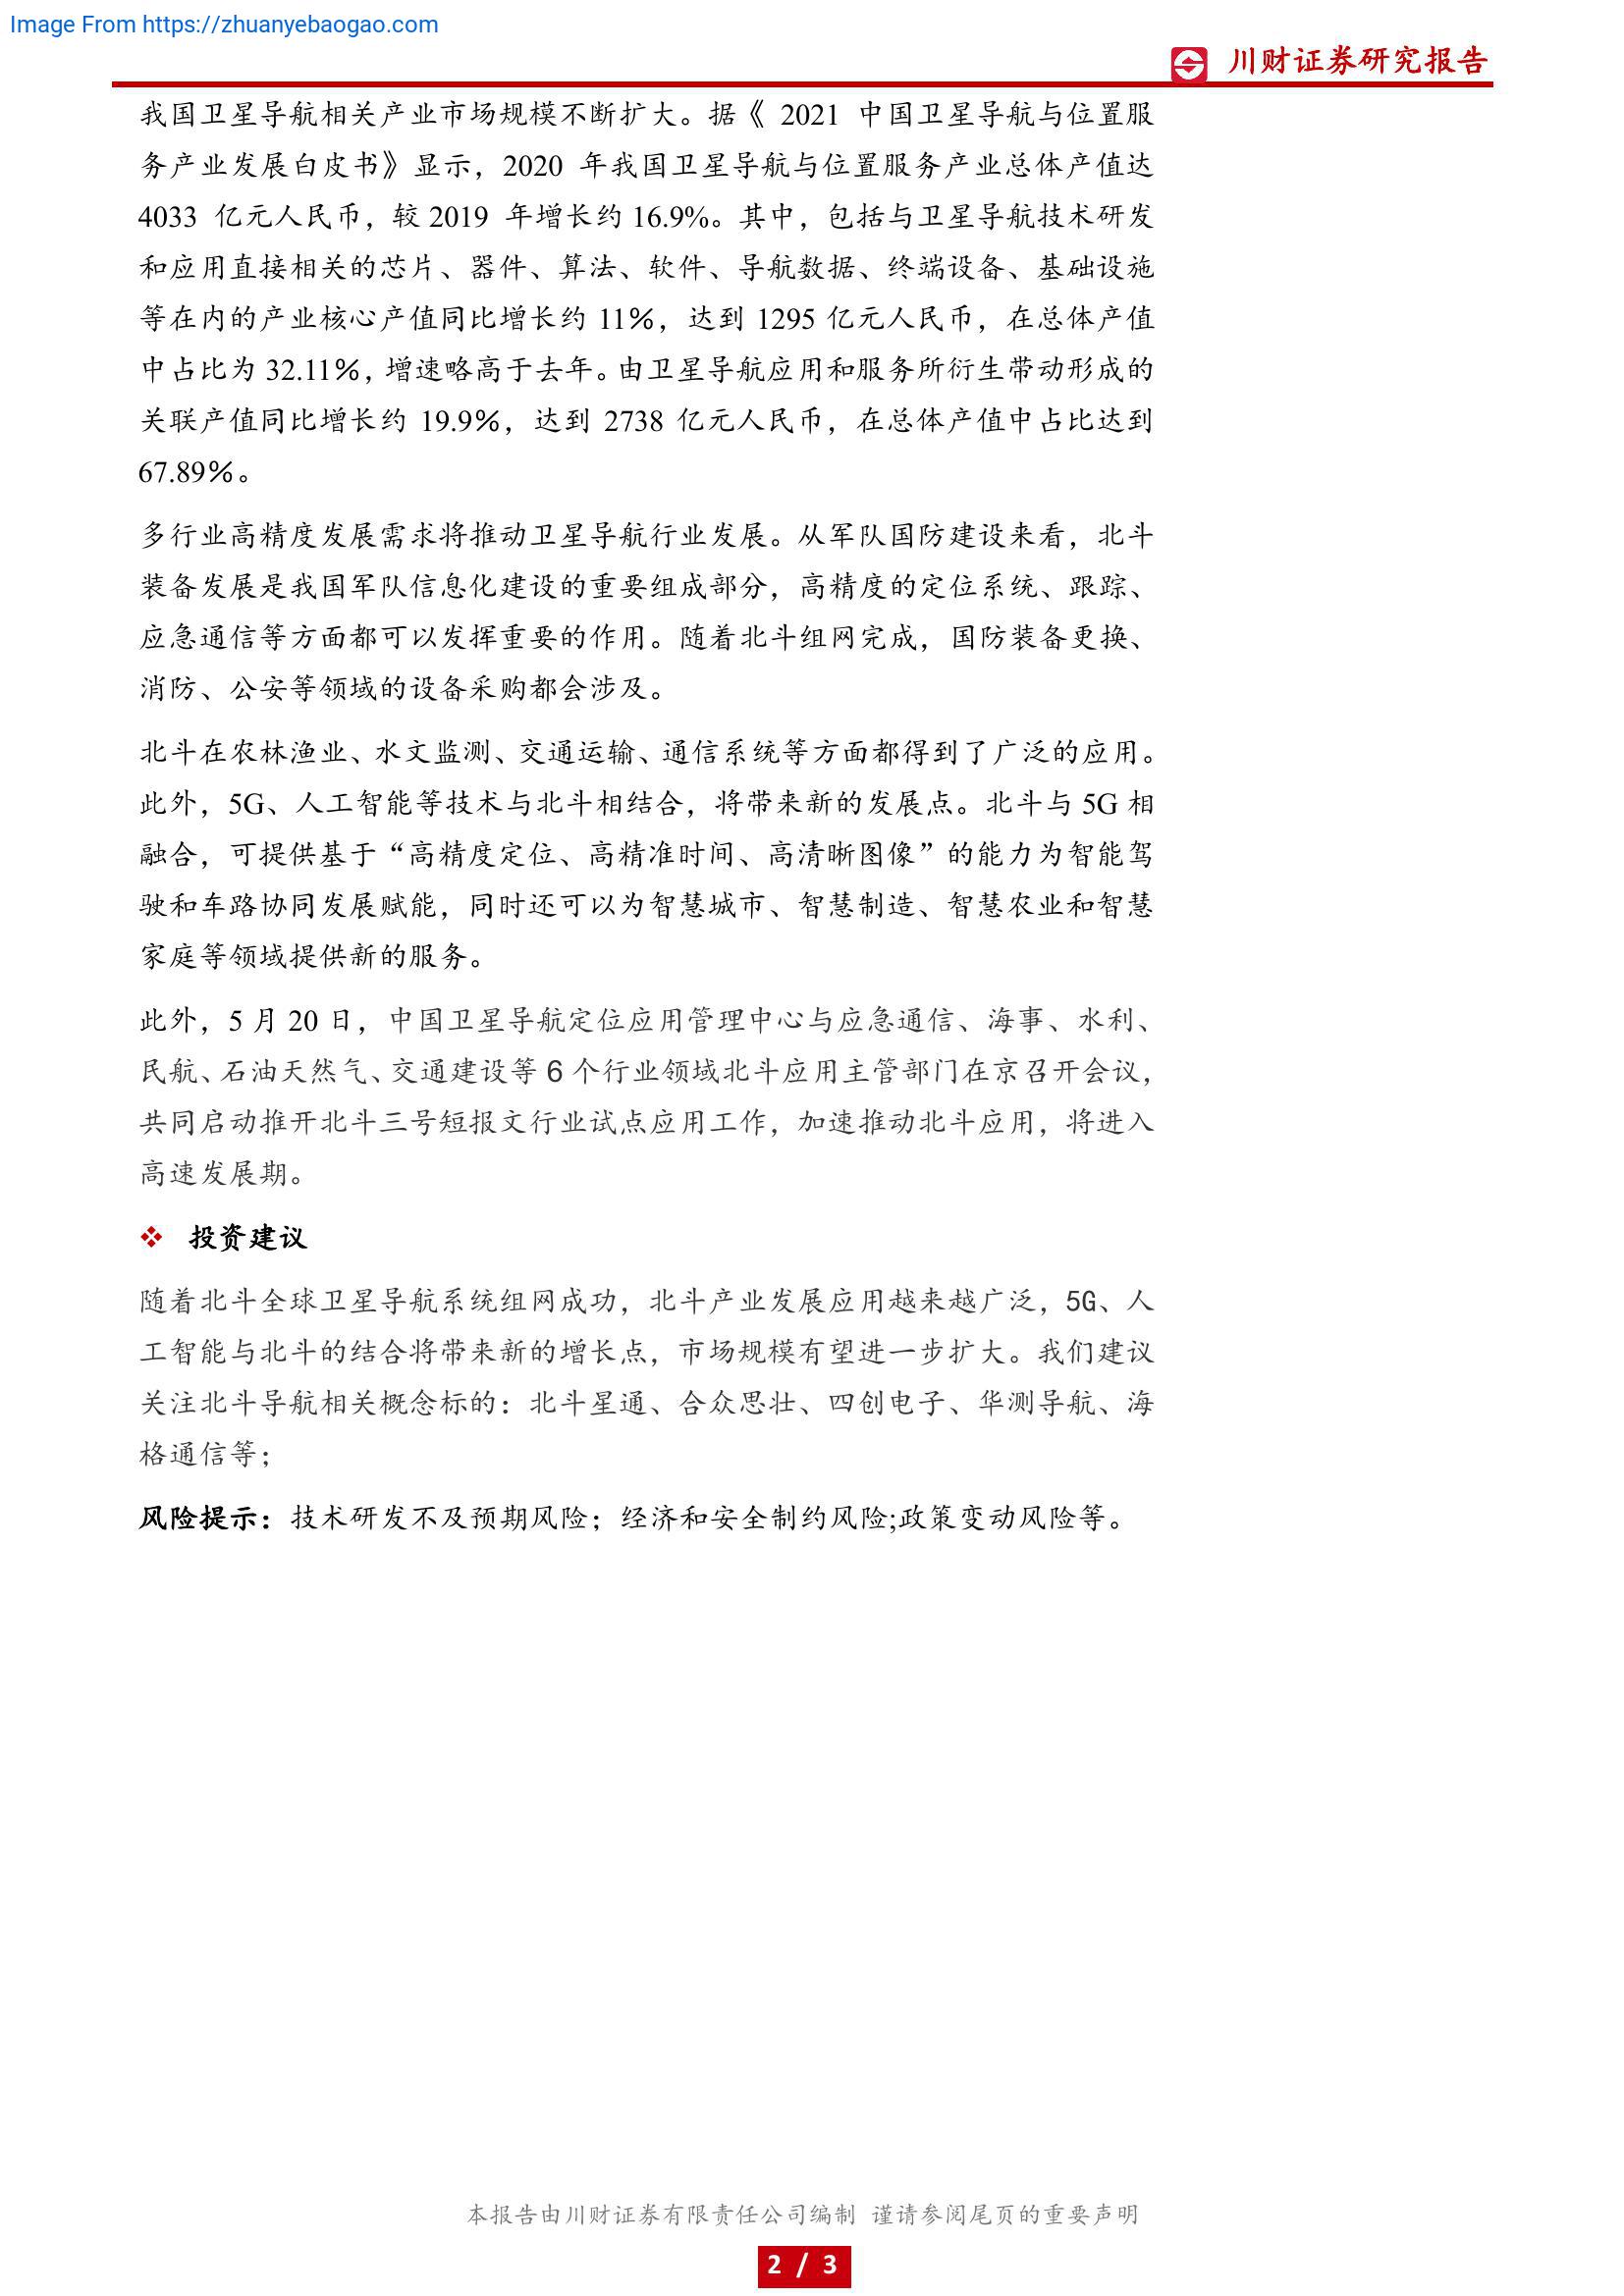 Image From https://zhuanyebaogao.com
川财证券研究报告
我国卫星导航相关产业市场规模不断扩大。据《 2021 中国卫星导航与位置服
务产业发展白皮书》显示，2020 年我国卫星导航与位置服务产业总体产值达
4033 亿元人民币，较 2019 年增长约 16.9%。其中，包括与卫星导航技术研发
和应用直接相关的芯片、器件、算法、软件、导航数据、终端设备、基础设施
等在内的产业核心产值同比增长约 11％，达到 1295 亿元人民币，在总体产值
中占比为 32.11％，增速略高于去年。由卫星导航应用和服务所衍生带动形成的
关联产值同比增长约 19.9％，达到 2738 亿元人民币，在总体产值中占比达到
67.89％。
多行业高精度发展需求将推动卫星导航行业发展。从军队国防建设来看，北斗
装备发展是我国军队信息化建设的重要组成部分，高精度的定位系统、跟踪、
应急通信等方面都可以发挥重要的作用。随着北斗组网完成，国防装备更换、
消防、公安等领域的设备采购都会涉及。
北斗在农林渔业、水文监测、交通运输、通信系统等方面都得到了广泛的应用。
此外，5G、人工智能等技术与北斗相结合，将带来新的发展点。北斗与 5G 相
融合，可提供基于“高精度定位、高精准时间、高清晰图像”的能力为智能驾
驶和车路协同发展赋能，同时还可以为智慧城市、智慧制造、智慧农业和智慧
家庭等领域提供新的服务。
此外，5 月 20 日，中国卫星导航定位应用管理中心与应急通信、海事、水利、
民航、石油天然气、交通建设等 6 个行业领域北斗应用主管部门在京召开会议，
共同启动推开北斗三号短报文行业试点应用工作，加速推动北斗应用，将进入
高速发展期。
❖ 投资建议
随着北斗全球卫星导航系统组网成功，北斗产业发展应用越来越广泛，5G、人
工智能与北斗的结合将带来新的增长点，市场规模有望进一步扩大。我们建议
关注北斗导航相关概念标的：北斗星通、合众思壮、四创电子、华测导航、海
格通信等；
风险提示：技术研发不及预期风险；经济和安全制约风险;政策变动风险等。
本报告由川财证券有限责任公司编制 谨请参阅尾页的重要声明
2 / 3